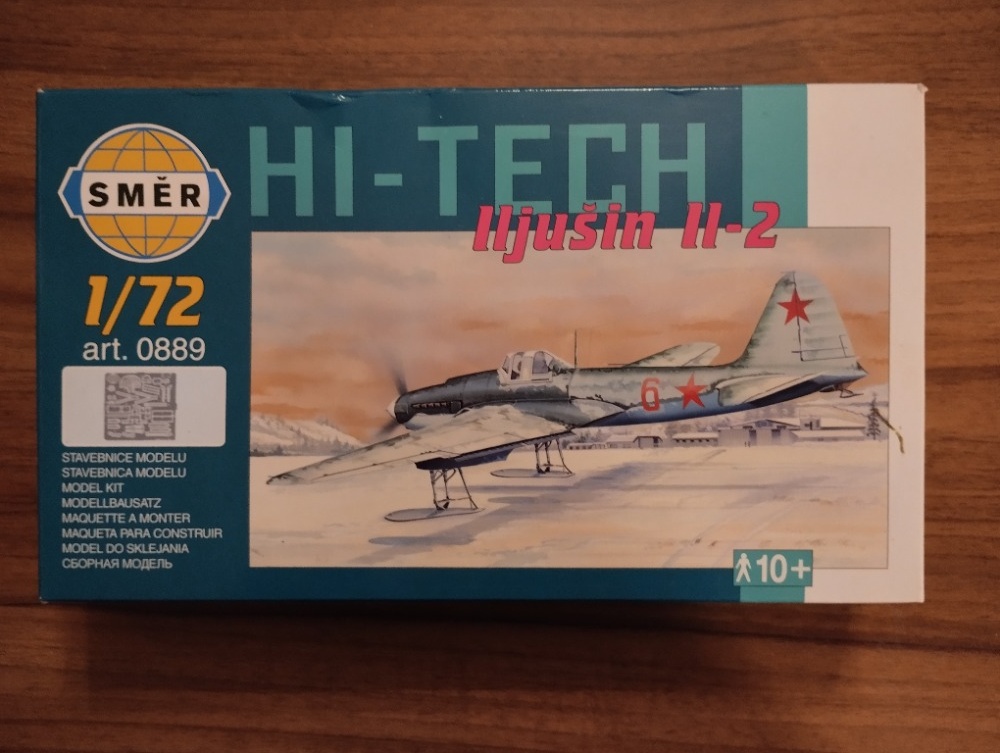 SMĚR
HI-TECH
Iljušin Il-2
1/72
art. 0889
6
STAVEBNICE MODELU
STAVEBNICA MODELU
MODEL KIT
MODELLBAUSATZ
MAQUETTE A MONTER
MAQUETA PARA CONSTRUIR
MODEL DO SKLEJANIA
СБОРНАЯ МОДЕЛЬ
10+